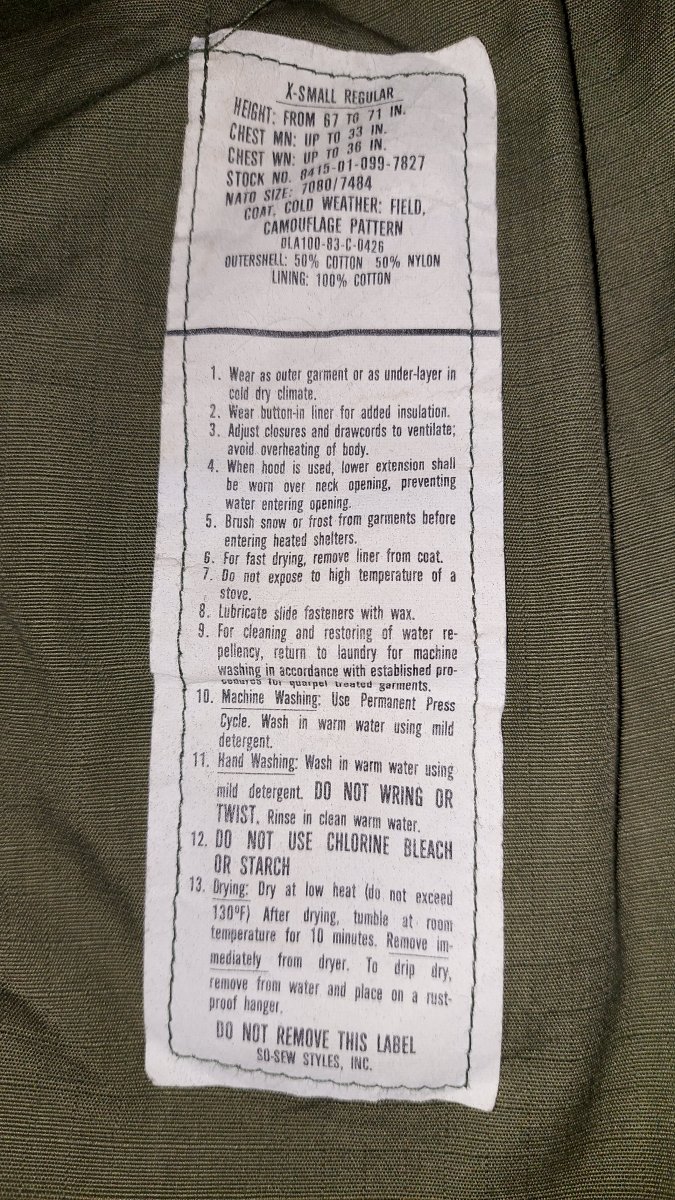 X-SMALL REGULAR
HEIGHT: FROM 67 TO 71 IN.
CHEST MN: UP TO 33 IN.
CHEST WN: UP TO 36 IN.
STOCK NO. 8415-01-099-7827
NATO SIZE: 7080/7484
COAT, COLD WEATHER: FIELD,
CAMOUFLAGE PATTERN
DLA100-83-C-0426
OUTERSHELL: 50% COTTON 50% NYLON
LINING: 100% COTTON
1. Wear as outer garment or as under-layer in
cold dry climate.
2. Wear button-in liner for added insulation.
3. Adjust closures and drawcords to ventilate;
avoid overheating of body.
4. When hood is used, lower extension shall
be worn over neck opening, preventing
water entering opening.
5. Brush snow or frost from garments before
entering heated shelters.
6. For fast drying, remove liner from coat.
7. Do not expose to high temperature of a
stove.
8. Lubricate slide fasteners with wax.
9. For cleaning and restoring of water re-
pellency, return to laundry for machine
washing in accordance with established pro-
cedures for quarpel treated garments.
10. Machine Washing: Use Permanent Press
Cycle. Wash in warm water using mild
detergent.
11. Hand Washing: Wash in warm water using
mild detergent. DO NOT WRING OR
TWIST. Rinse in clean warm water.
12. DO NOT USE CHLORINE BLEACH
OR STARCH
13. Drying: Dry at low heat (do not exceed
130°F) After drying, tumble at room
temperature for 10 minutes. Remove im-
mediately from dryer. To drip dry,
remove from water and place on a rust-
proof hanger.
DO NOT REMOVE THIS LABEL
SO-SEW STYLES, INC.